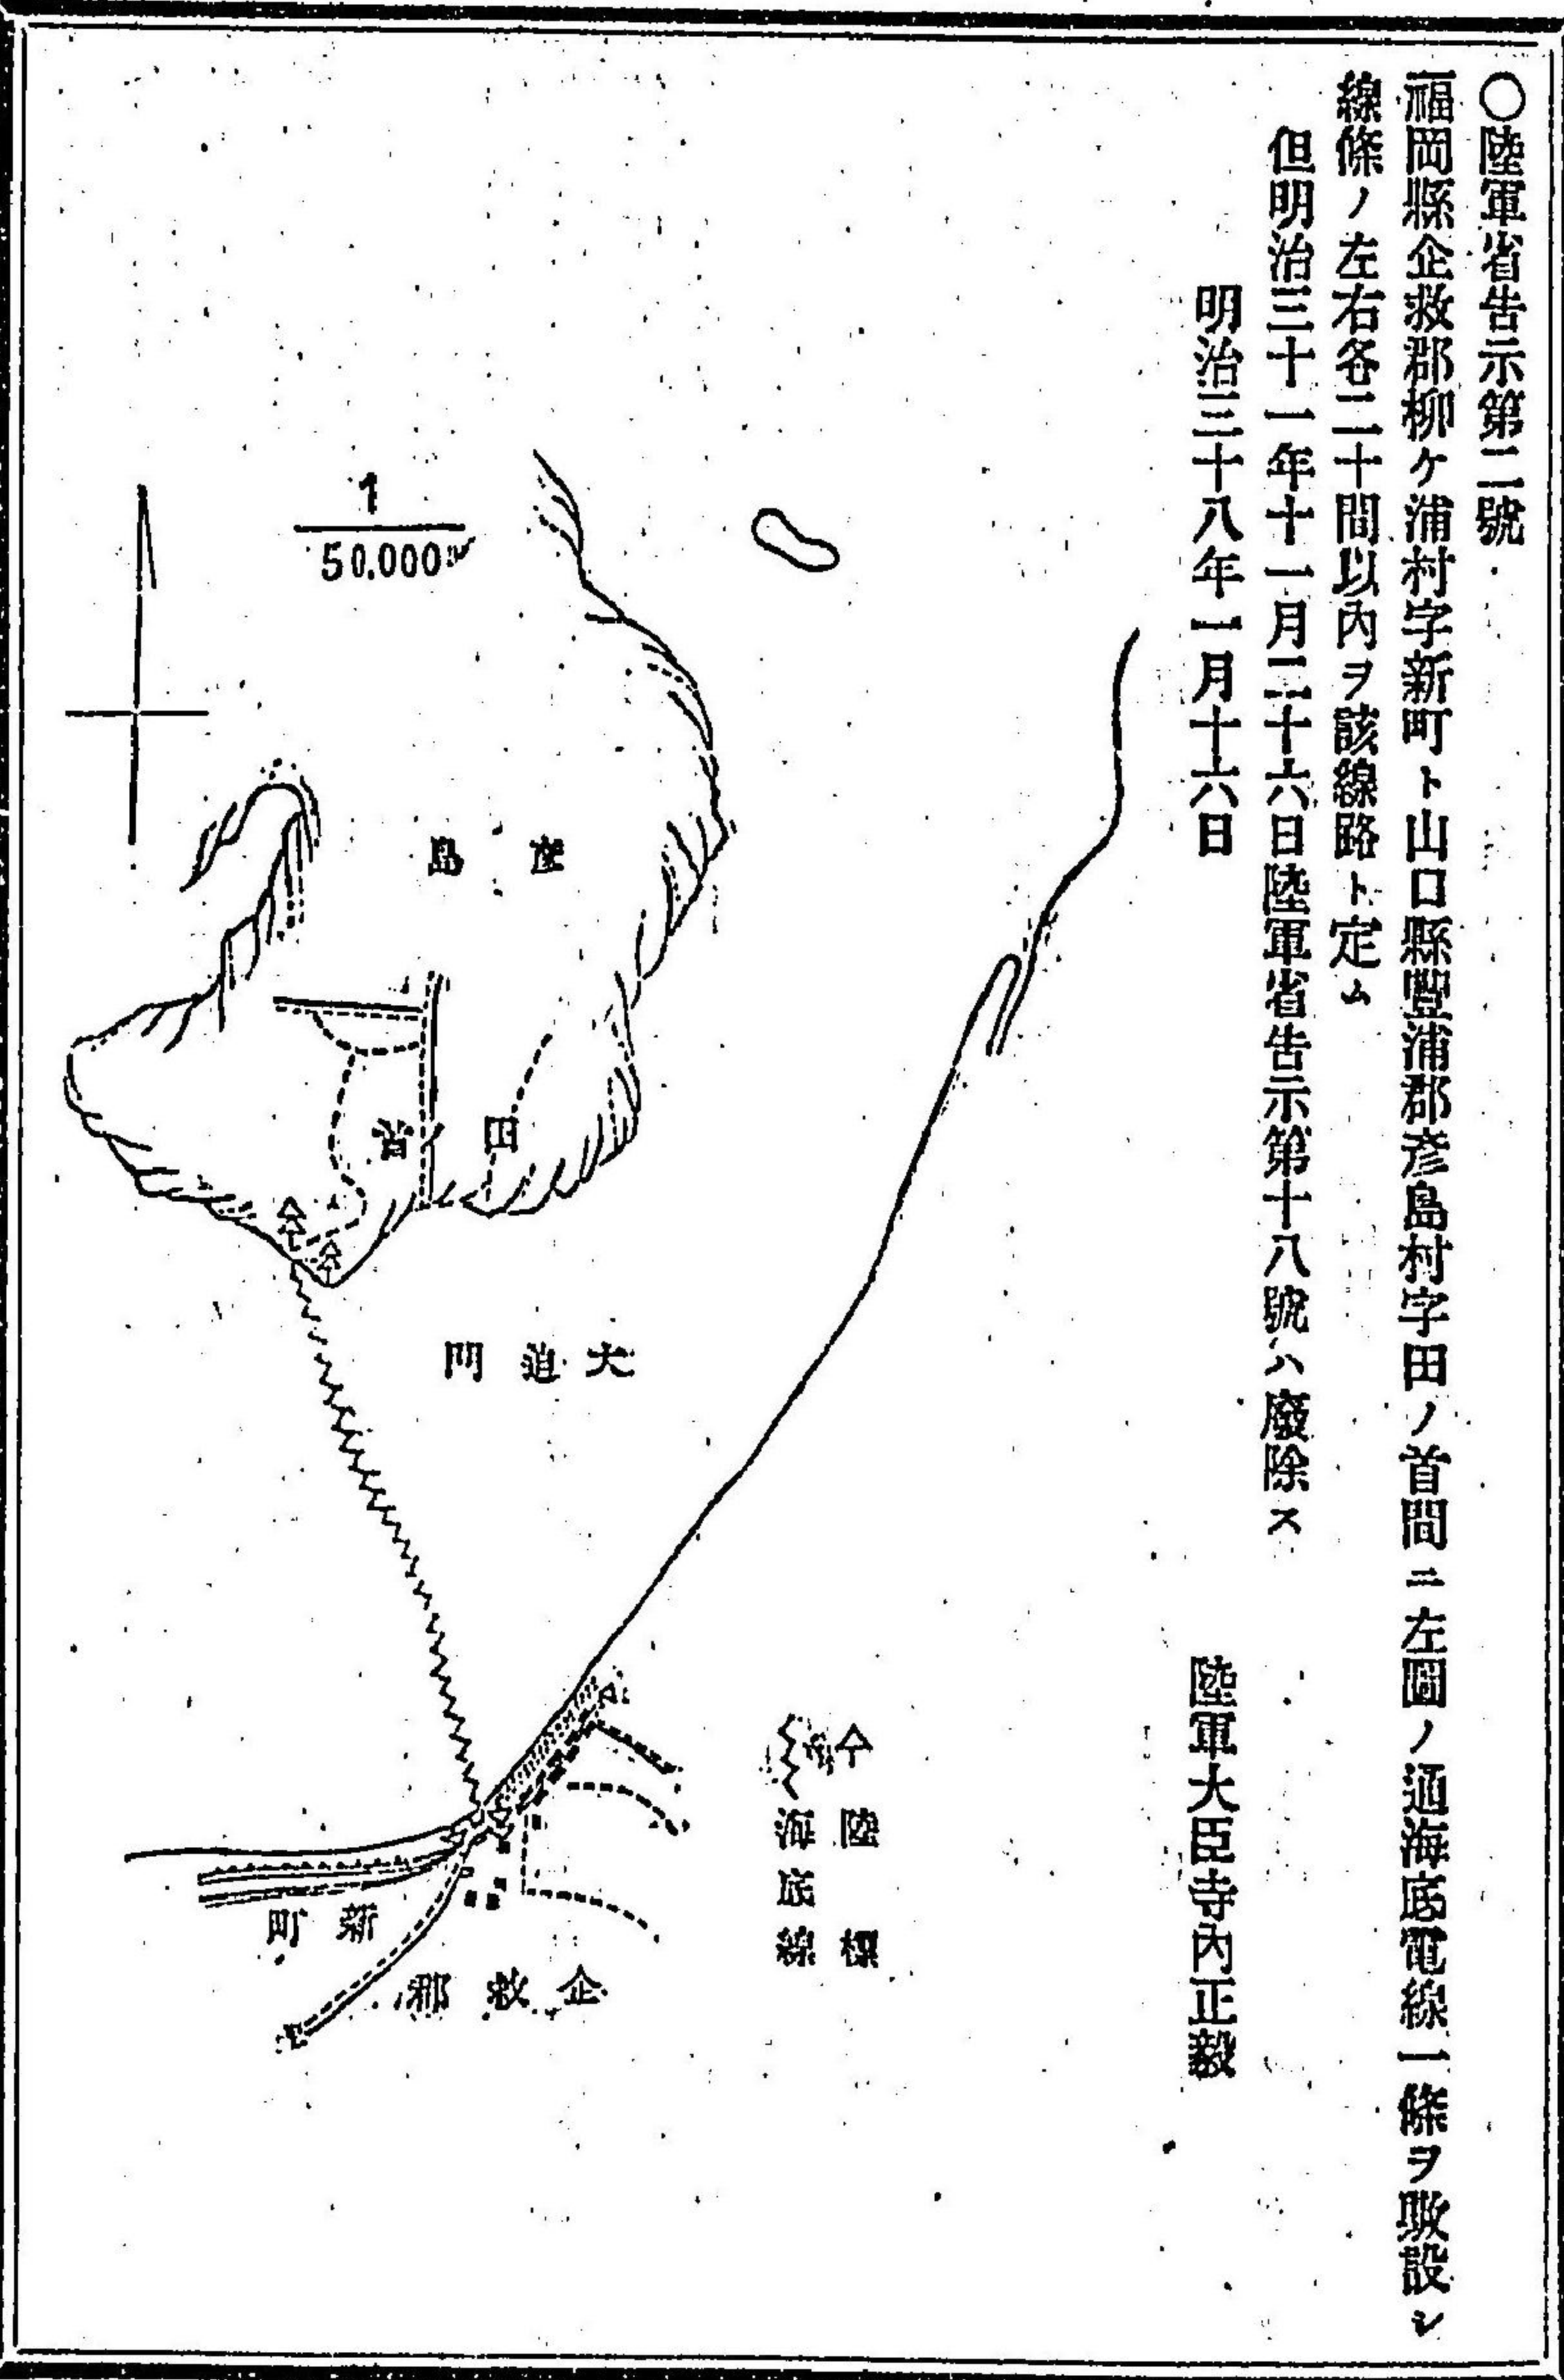 ○陸軍省告示第二號
福岡縣企救郡柳ケ浦村字新町ト山口縣豐浦郡彥島村字田ノ首間ニ左圖ノ通海底電線一條ヲ敷設シ
線條ノ左右各二十間以內ヲ該線路ト定ム
但明治三十一年十一月二十六日陸軍省告示第十八號ハ廢除ス
明治三十八年一月十六日
陸軍大臣寺內正毅
1
50.000
彥島
田ノ首
大迫門
陸標
海底線
新町
企救郡